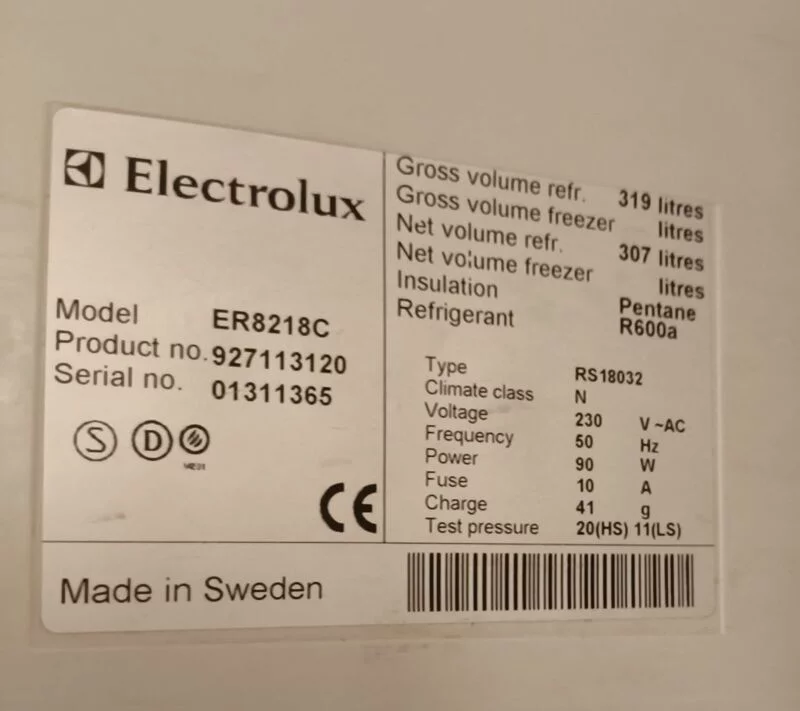 Electrolux
Model ER8218C
Product no. 927113120
Serial no. 01311365
S D
CE
Made in Sweden
Gross volume refr. 319 litres
Gross volume freezer litres
Net volume refr. 307 litres
Net volume freezer litres
Insulation Pentane
Refrigerant R600a
Type RS18032
Climate class N
Voltage 230 V ~AC
Frequency 50 Hz
Power 90 W
Fuse 10 A
Charge 41 g
Test pressure 20(HS) 11(LS)